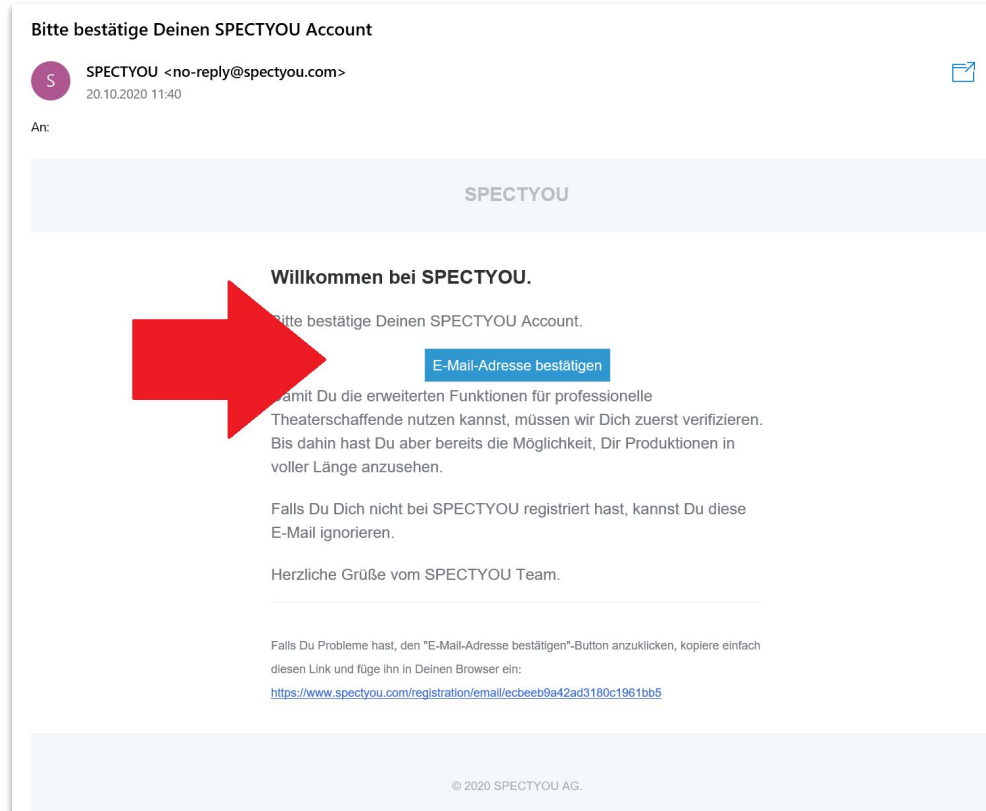 Bitte bestätige Deinen SPECTYOU Account
S
SPECTYOU <no-reply@spectyou.com>
20.10.2020 11:40
An:
SPECTYOU
Willkommen bei SPECTYOU.
Bitte bestätige Deinen SPECTYOU Account.
E-Mail-Adresse bestätigen
Damit Du die erweiterten Funktionen für professionelle
Theaterschaffende nutzen kannst, müssen wir Dich zuerst verifizieren.
Bis dahin hast Du aber bereits die Möglichkeit, Dir Produktionen in
voller Länge anzusehen.
Falls Du Dich nicht bei SPECTYOU registriert hast, kannst Du diese
E-Mail ignorieren.
Herzliche Grüße vom SPECTYOU Team.
Falls Du Probleme hast, den "E-Mail-Adresse bestätigen"-Button anzuklicken, kopiere einfach
diesen Link und füge ihn in Deinen Browser ein:
https://www.spectyou.com/registration/email/ecbeeb9a42ad3180c1961bb5
© 2020 SPECTYOU AG.